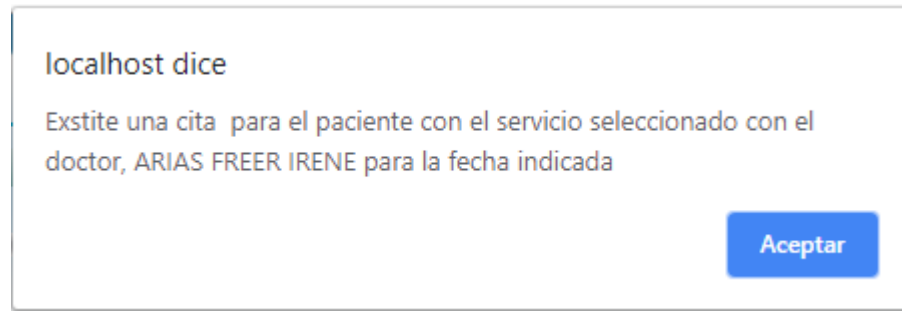 localhost dice
Exstite una cita  para el paciente con el servicio seleccionado con el
doctor, ARIAS FREER IRENE para la fecha indicada
Aceptar